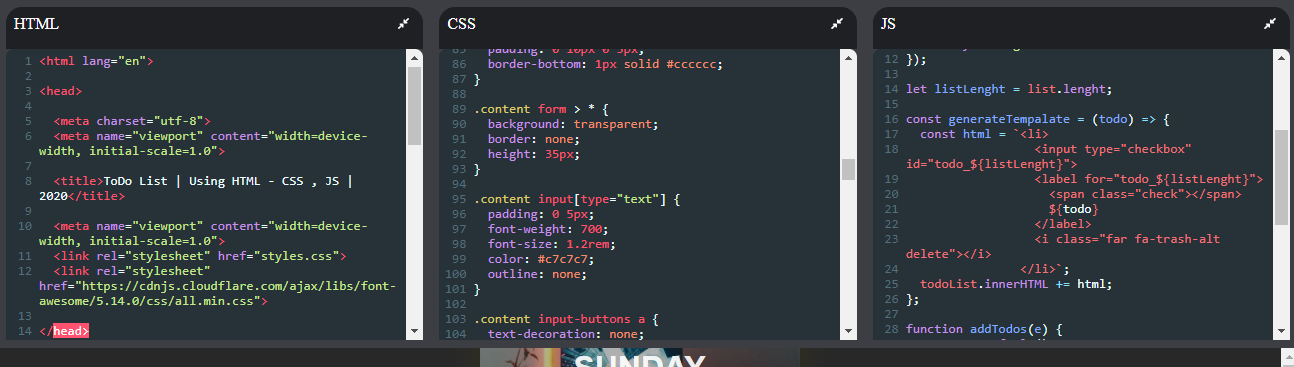 HTML
1 <html lang="en">
2
3 <head>
4
5   <meta charset="utf-8">
6   <meta name="viewport" content="width=device-
width, initial-scale=1.0">
7
8   <title>ToDo List | Using HTML - CSS , JS |
2020</title>
9
10   <meta name="viewport" content="width=device-
width, initial-scale=1.0">
11   <link rel="stylesheet" href="styles.css">
12   <link rel="stylesheet"
href="https://cdnjs.cloudflare.com/ajax/libs/font-
awesome/5.14.0/css/all.min.css">
13
14 </head>
CSS
85   padding: 0 10px 0 5px;
86   border-bottom: 1px solid #cccccc;
87 }
88
89 .content form > * {
90   background: transparent;
91   border: none;
92   height: 35px;
93 }
94
95 .content input[type="text"] {
96   padding: 0 5px;
97   font-weight: 700;
98   font-size: 1.2rem;
99   color: #c7c7c7;
100   outline: none;
101 }
102
103 .content input-buttons a {
104   text-decoration: none;
JS
12 });
13
14 let listLenght = list.lenght;
15
16 const generateTempalate = (todo) => {
17   const html = `<li>
18                   <input type="checkbox"
id="todo_${listLenght}">
19                   <label for="todo_${listLenght}">
20                     <span class="check"></span>
21                     ${todo}
22                   </label>
23                   <i class="far fa-trash-alt
delete"></i>
24                 </li>`;
25   todoList.innerHTML += html;
26 };
27
28 function addTodos(e) {
SUNDAY